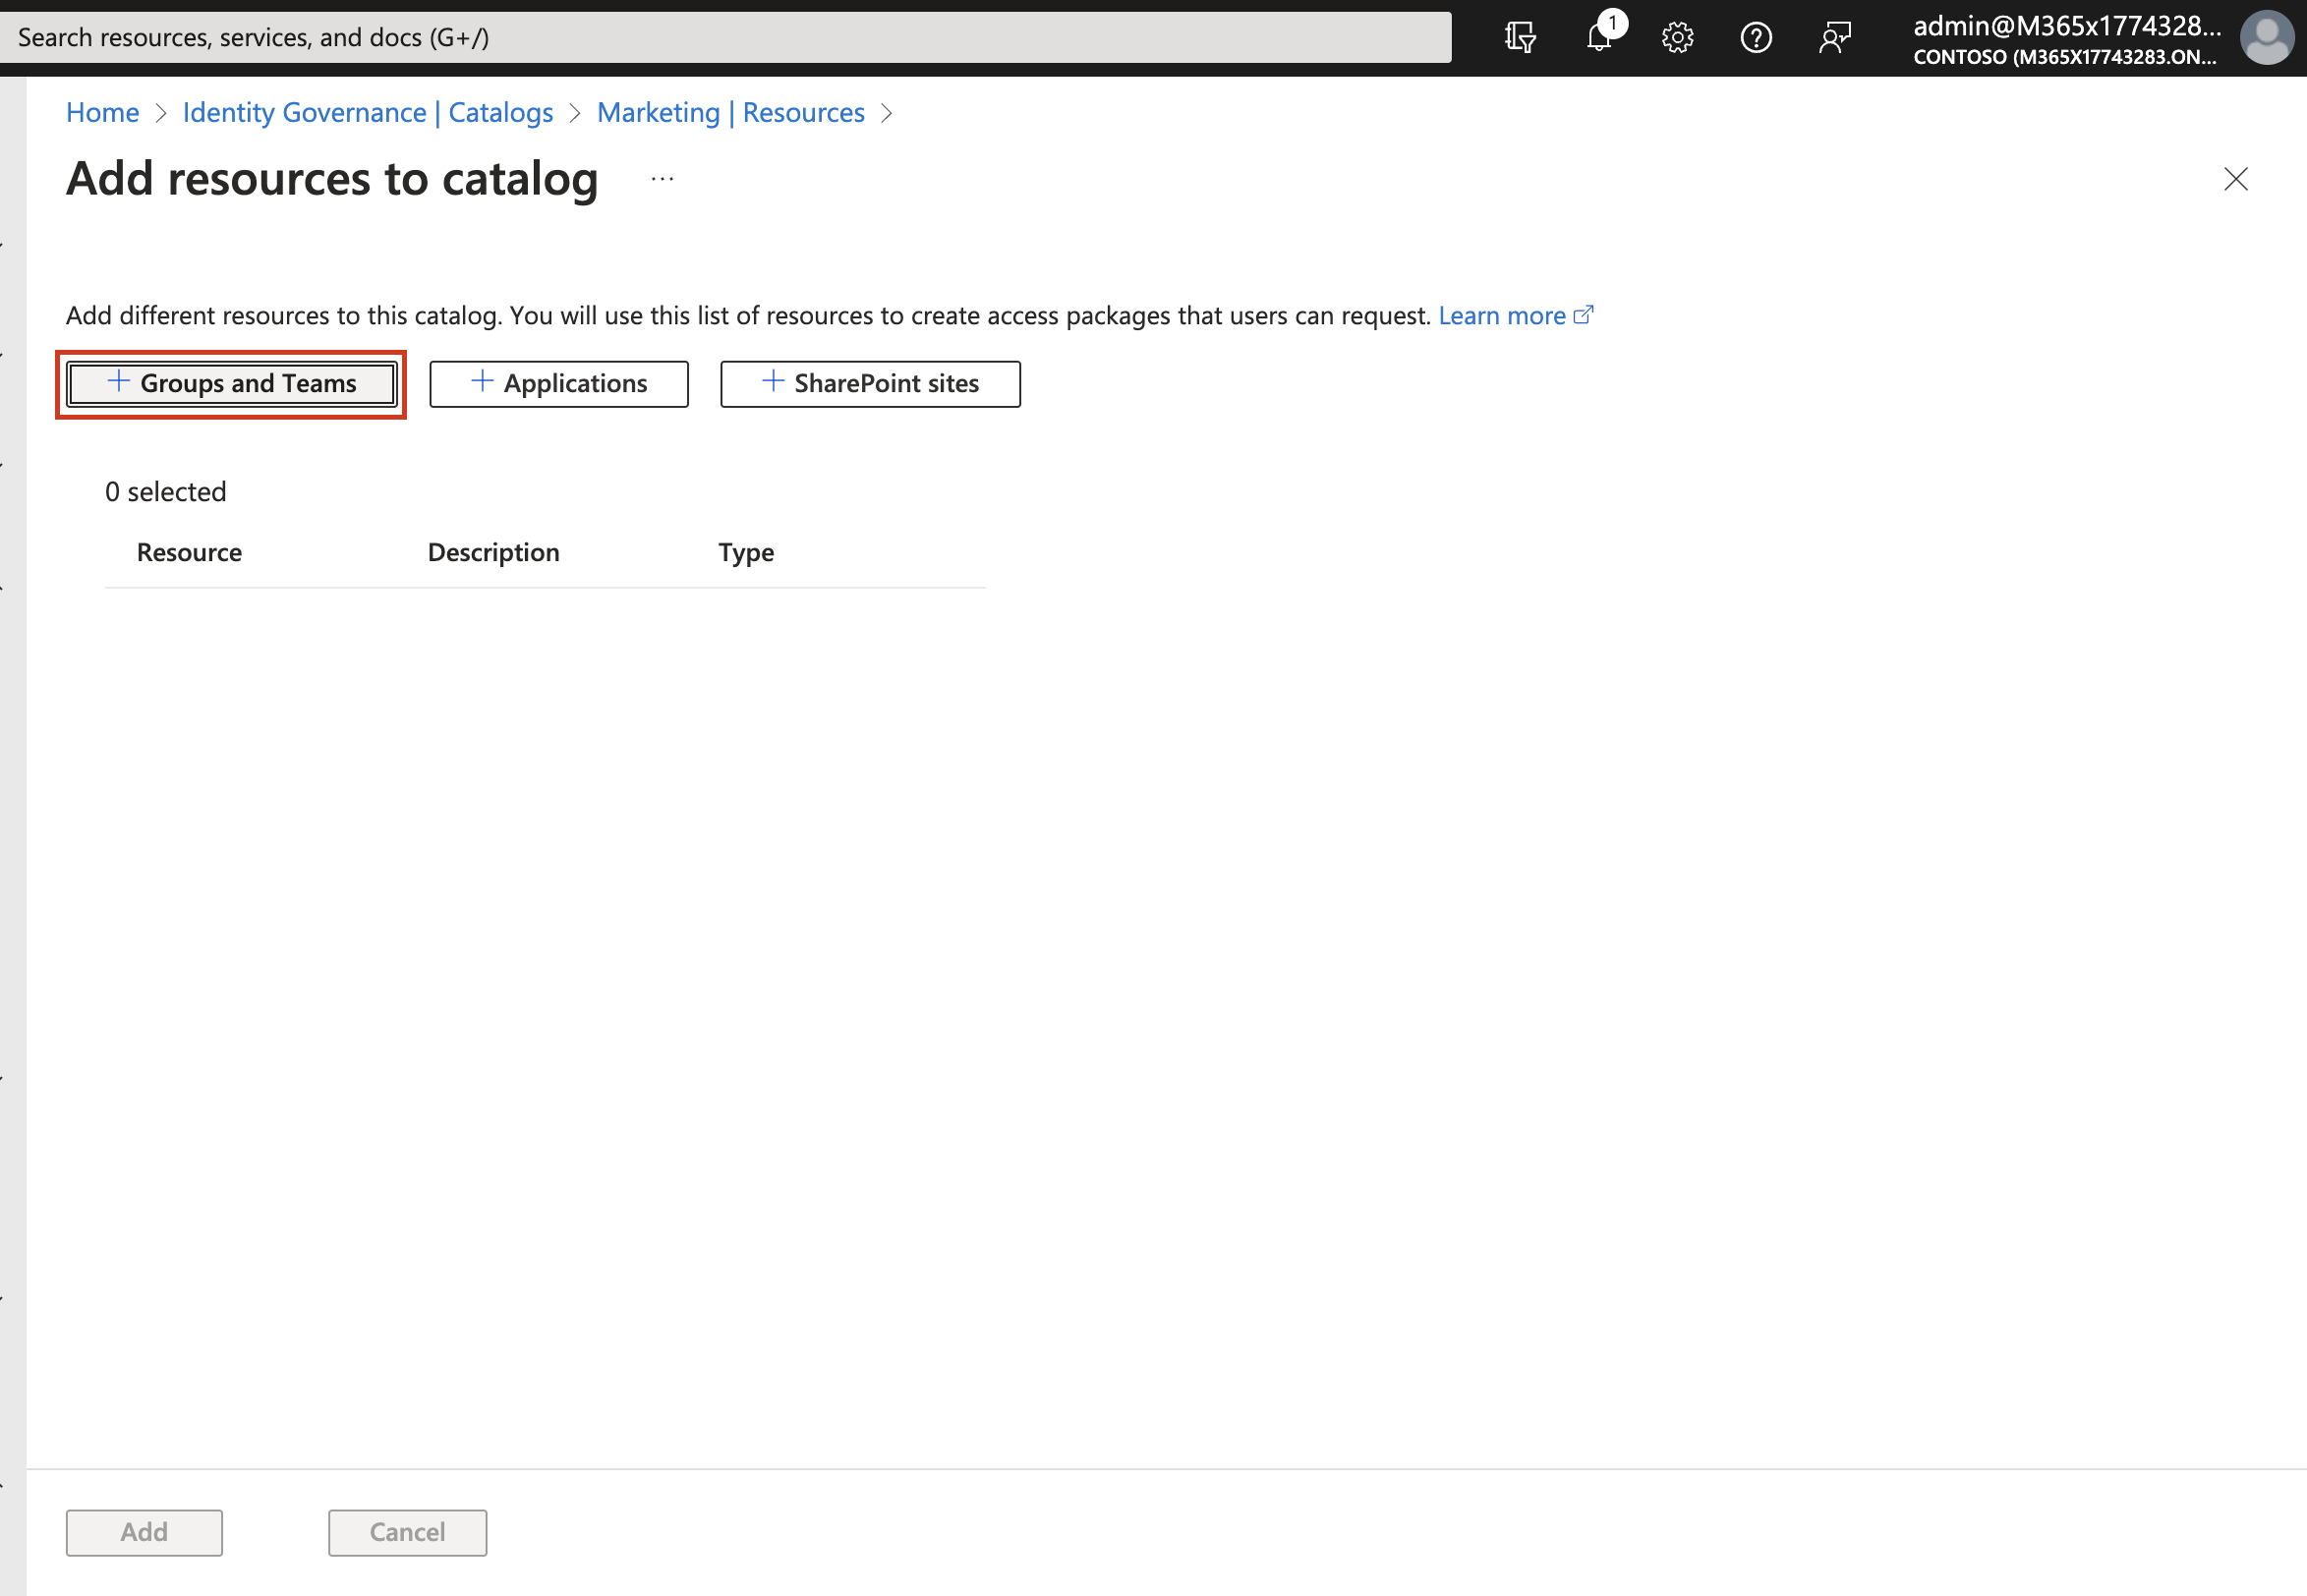 Search resources, services, and docs (G+/)
1
admin@M365x1774328...
CONTOSO (M365X17743283.ON...
Home > Identity Governance | Catalogs > Marketing | Resources >
Add resources to catalog ...
Add different resources to this catalog. You will use this list of resources to create access packages that users can request. Learn more
+ Groups and Teams + Applications + SharePoint sites
0 selected
Resource Description Type
Add Cancel